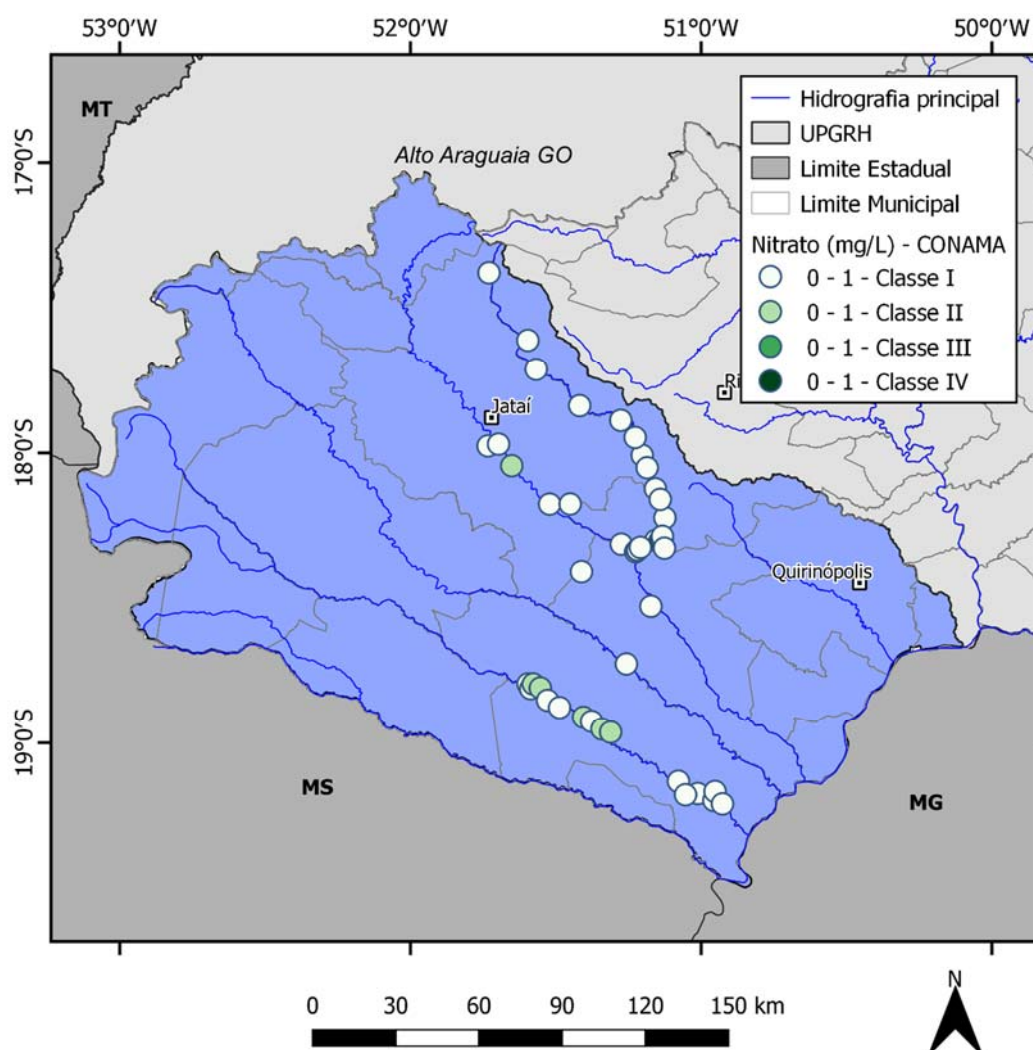 53°0'W 52°0'W 51°0'W 50°0'W
MT
17°0'S
Alto Araguaia GO
Hidrografia principal
UPGRH
Limite Estadual
Limite Municipal
Nitrato (mg/L) - CONAMA
0 - 1 - Classe I
0 - 1 - Classe II
0 - 1 - Classe III
0 - 1 - Classe IV
Jataí
18°0'S
Quirinópolis
19°0'S
MS
MG
0 30 60 90 120 150 km
N